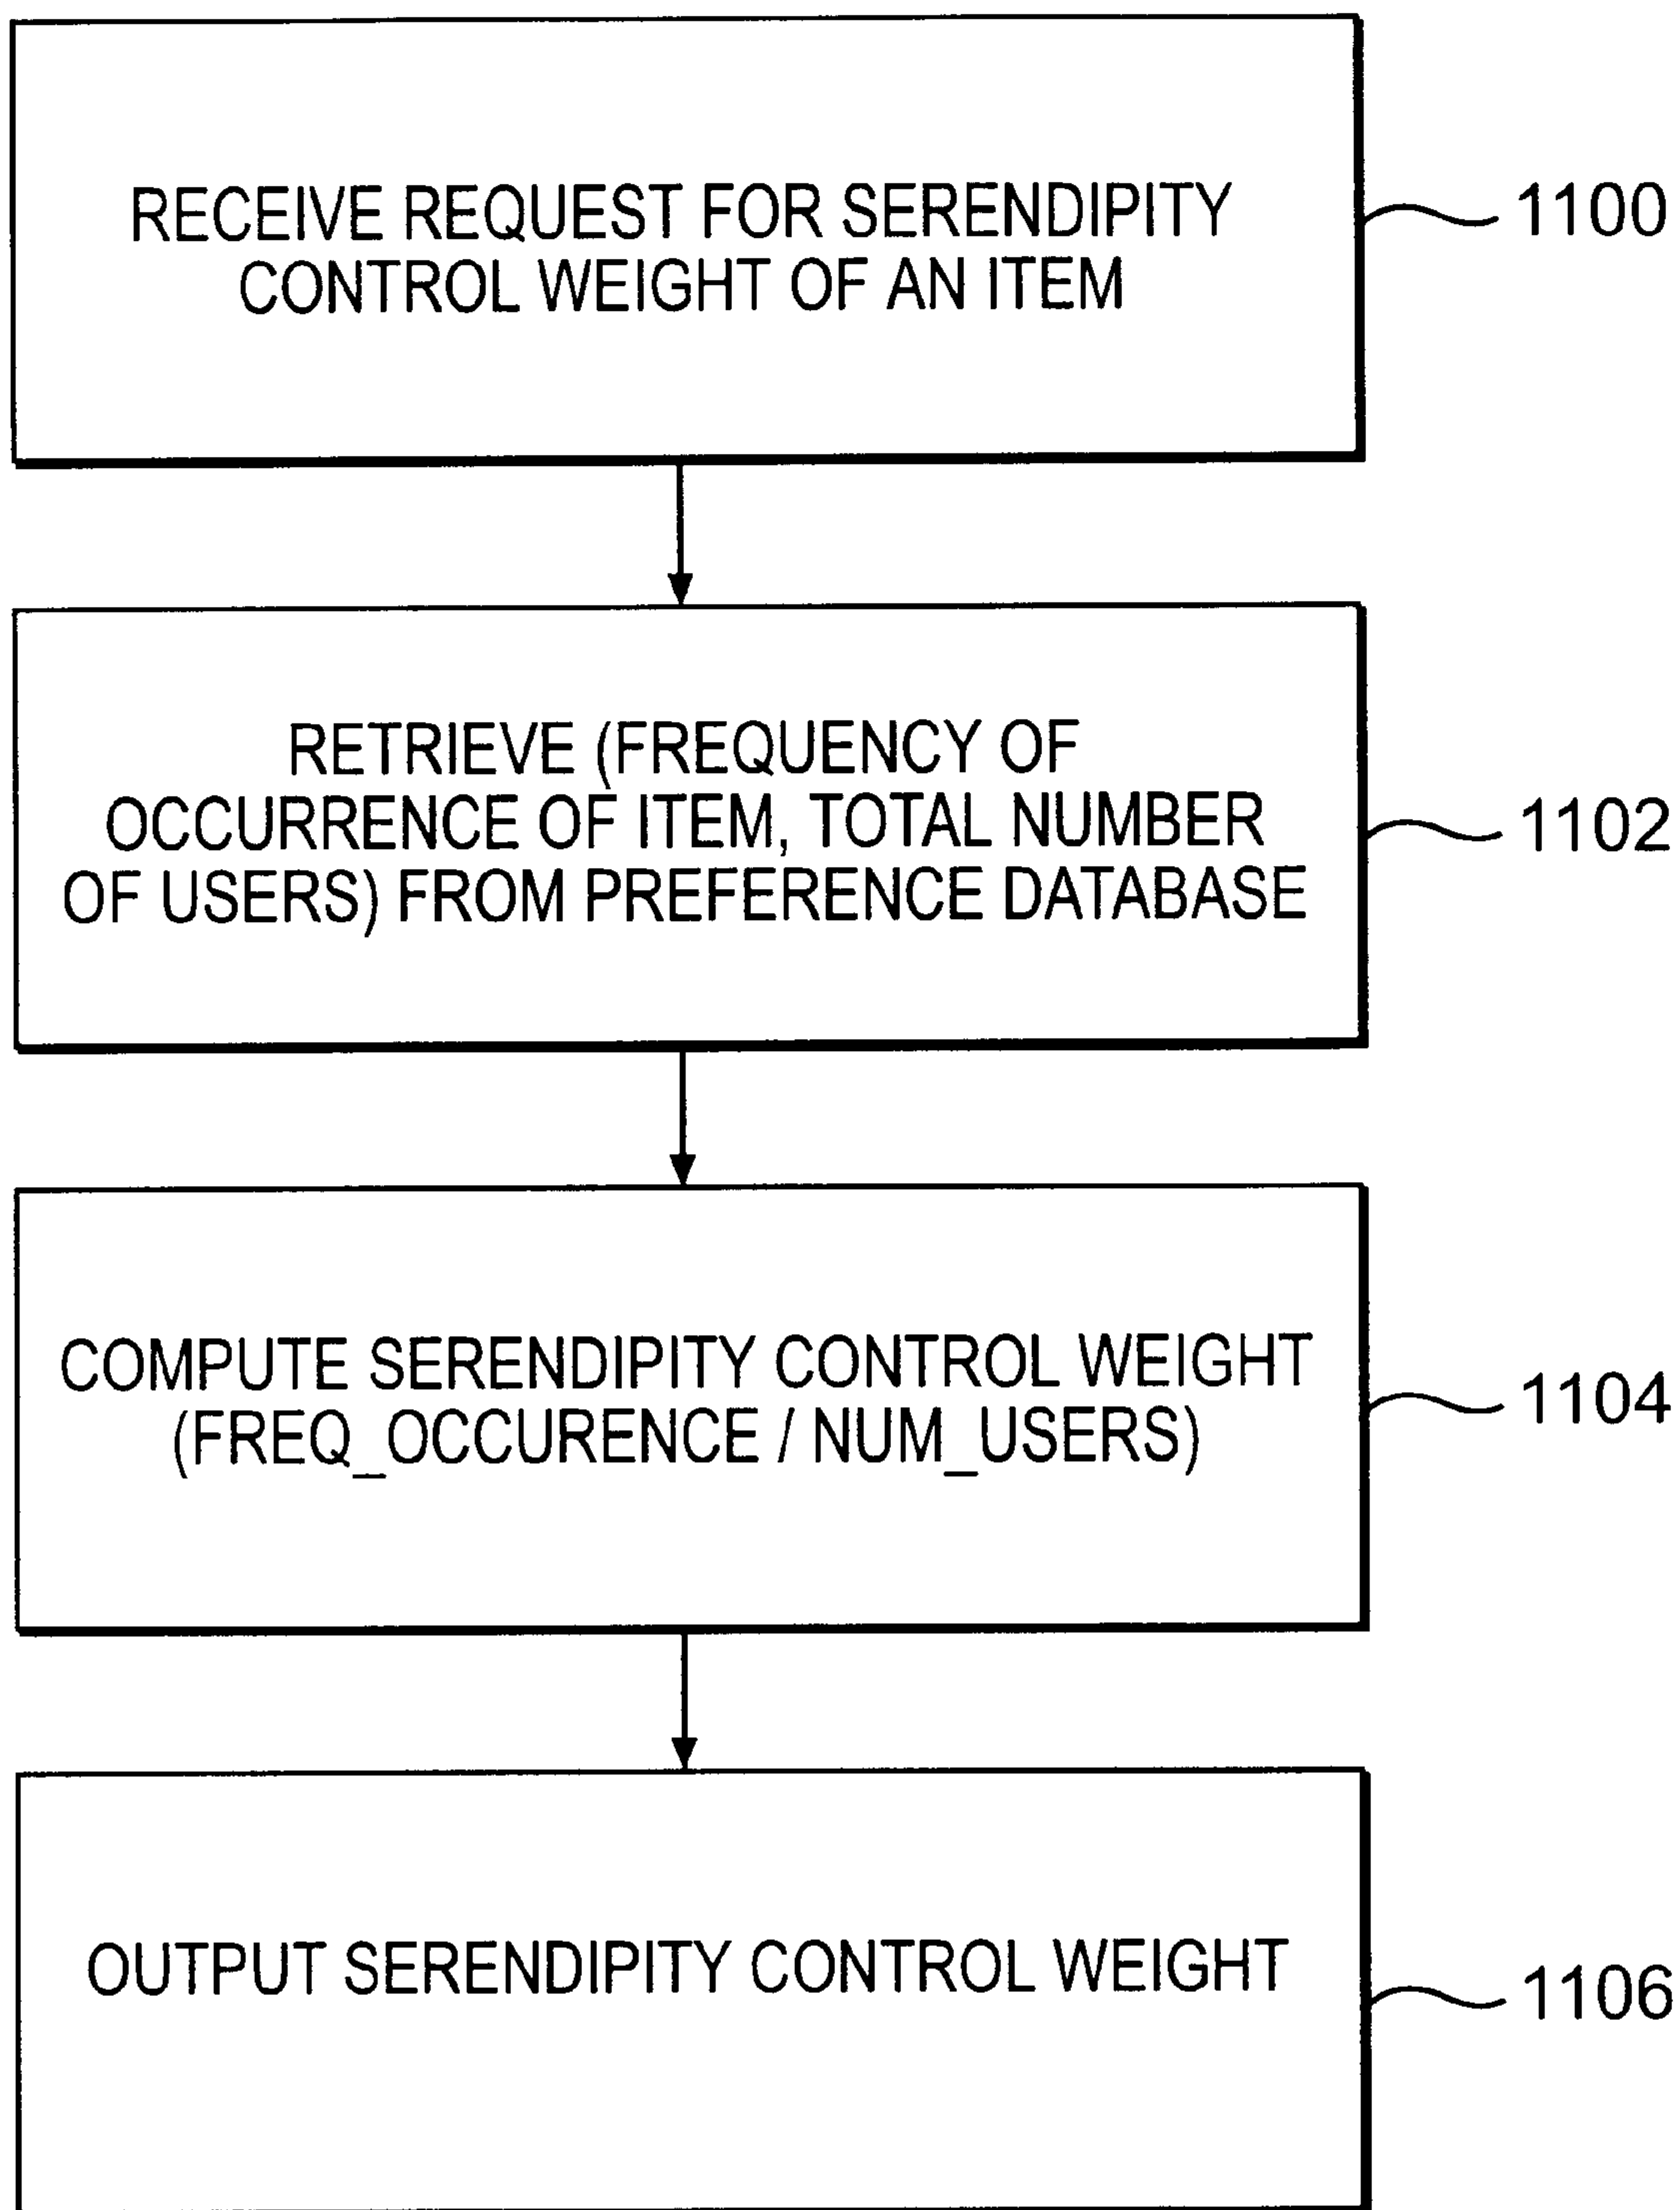 RECEIVE REQUEST FOR SERENDIPITY
CONTROL WEIGHT OF AN ITEM
1100
RETRIEVE (FREQUENCY OF
OCCURRENCE OF ITEM, TOTAL NUMBER
OF USERS) FROM PREFERENCE DATABASE
1102
COMPUTE SERENDIPITY CONTROL WEIGHT
(FREQ_OCCURENCE / NUM_USERS)
1104
OUTPUT SERENDIPITY CONTROL WEIGHT
1106